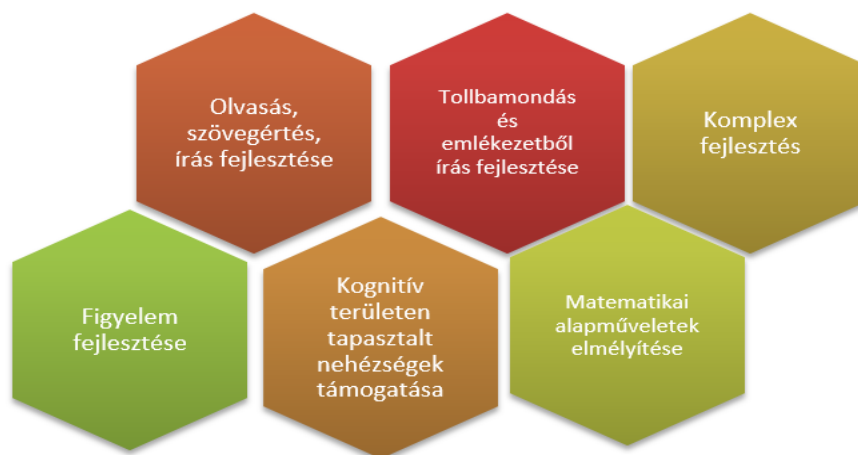 Olvasás,
szövegértés,
írás fejlesztése
Tollbamondás
és
emlékezetből
írás fejlesztése
Komplex
fejlesztés
Figyelem
fejlesztése
Kognitív
területen
tapasztalt
nehézségek
támogatása
Matematikai
alapműveletek
elmélyítése